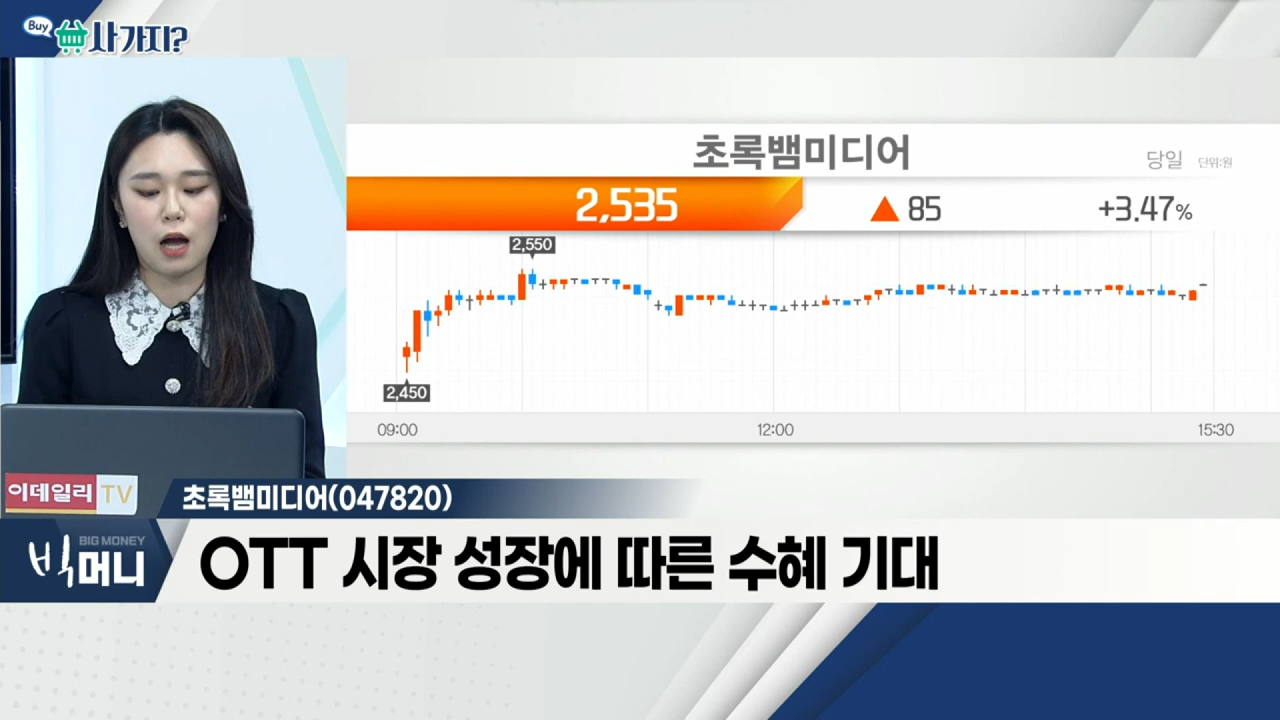 Buy 사가지?
초록뱀미디어
당일 단위:원
2,535 ▲ 85 +3.47%
2,550
2,450
09:00 12:00 15:30
이데일리 TV
초록뱀미디어(047820)
BIG MONEY
빅머니
OTT 시장 성장에 따른 수혜 기대